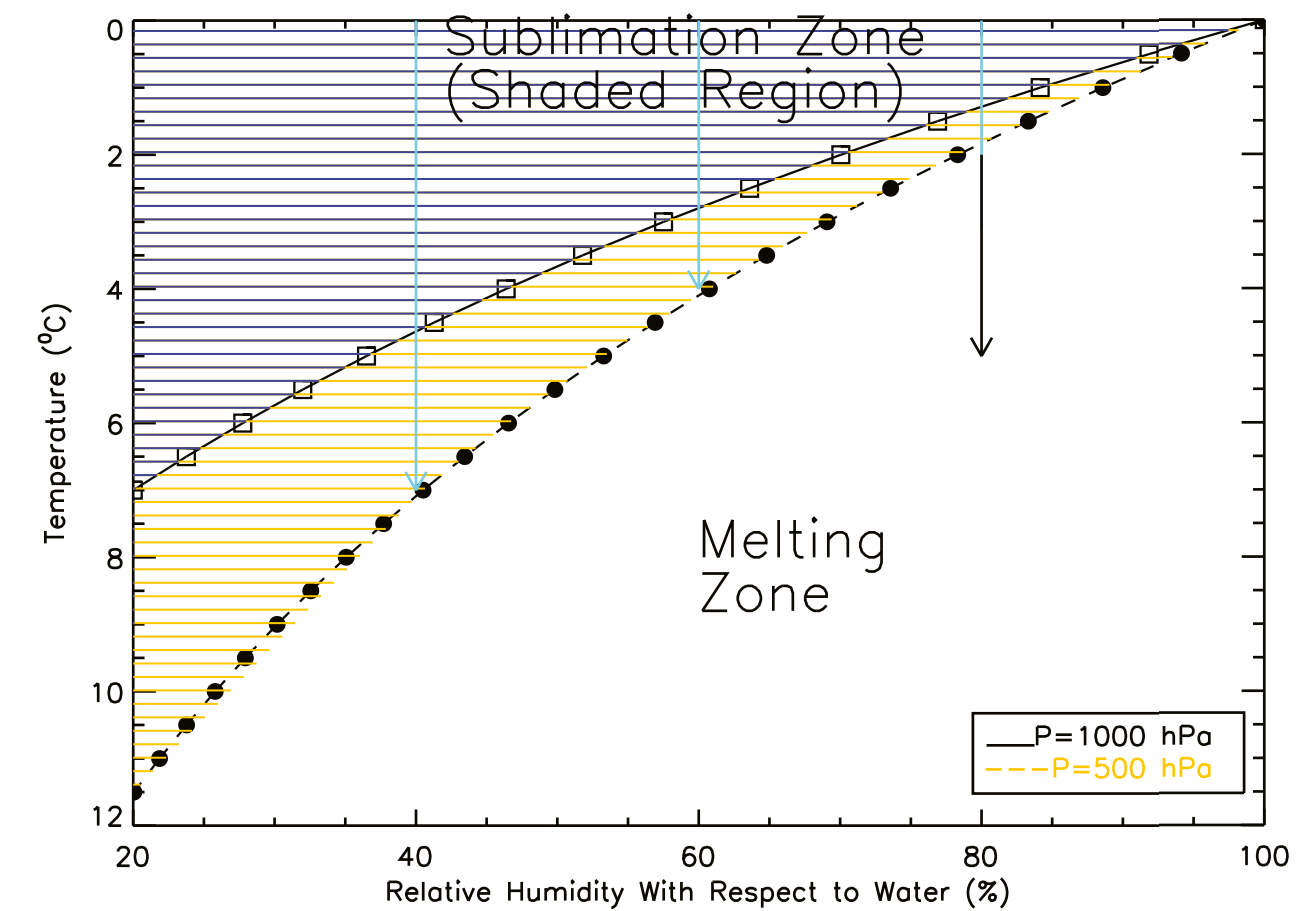 Sublimation Zone
(Shaded Region)
0
2
4
6
8
10
12
Temperature (⁰C)
Melting
Zone
P=1000 hPa
P=500 hPa
20 40 60 80 100
Relative Humidity With Respect to Water (%)